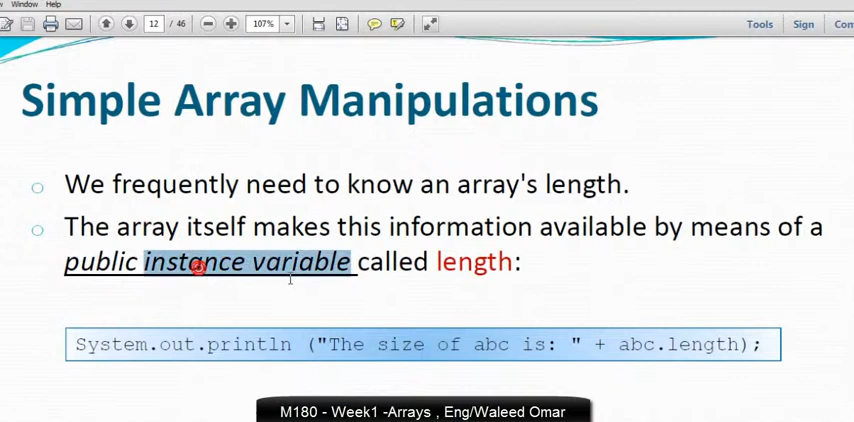 Window Help
12 / 46
107%
Tools
Sign
Simple Array Manipulations
○ We frequently need to know an array's length.
○ The array itself makes this information available by means of a
public instance variable called length:
System.out.println ("The size of abc is: " + abc.length);
M180 - Week1 -Arrays , Eng/Waleed Omar